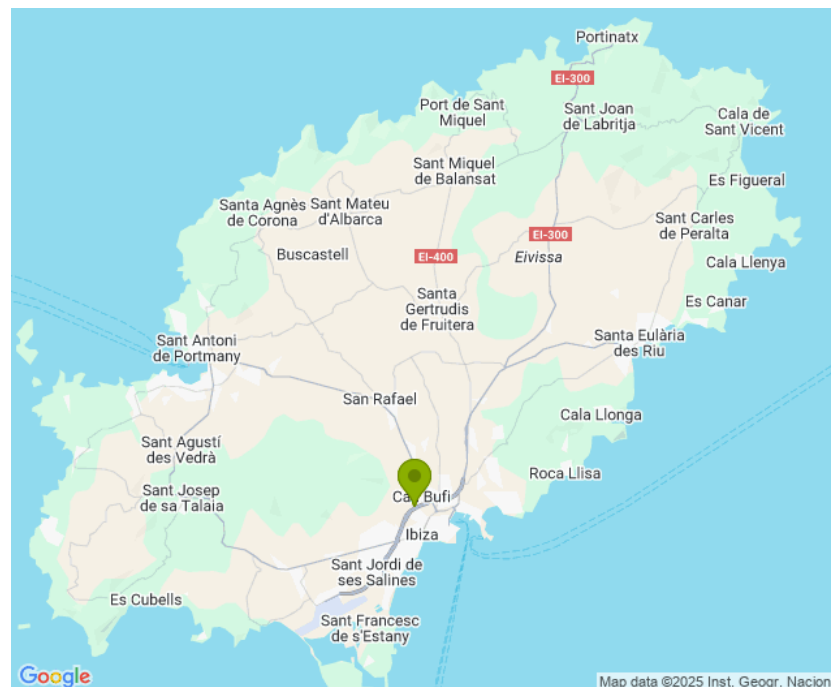 Portinatx
EI-300
Port de Sant
Miquel
Sant Joan
de Labritja
Cala de
Sant Vicent
Sant Miquel
de Balansat
Es Figueral
Santa Agnès
de Corona
Sant Mateu
d'Albarca
Sant Carles
de Peralta
EI-300
Buscastell
EI-400
Eivissa
Cala Llenya
Santa
Gertrudis
de Fruitera
Es Canar
Sant Antoni
de Portmany
Santa Eulària
des Riu
San Rafael
Cala Llonga
Sant Agustí
des Vedrà
Roca Llisa
Sant Josep
de sa Talaia
Bufi
Ibiza
Sant Jordi de
ses Salines
Es Cubells
Sant Francesc
de s'Estany
Google
Map data ©2025 Inst. Geogr. Nacion